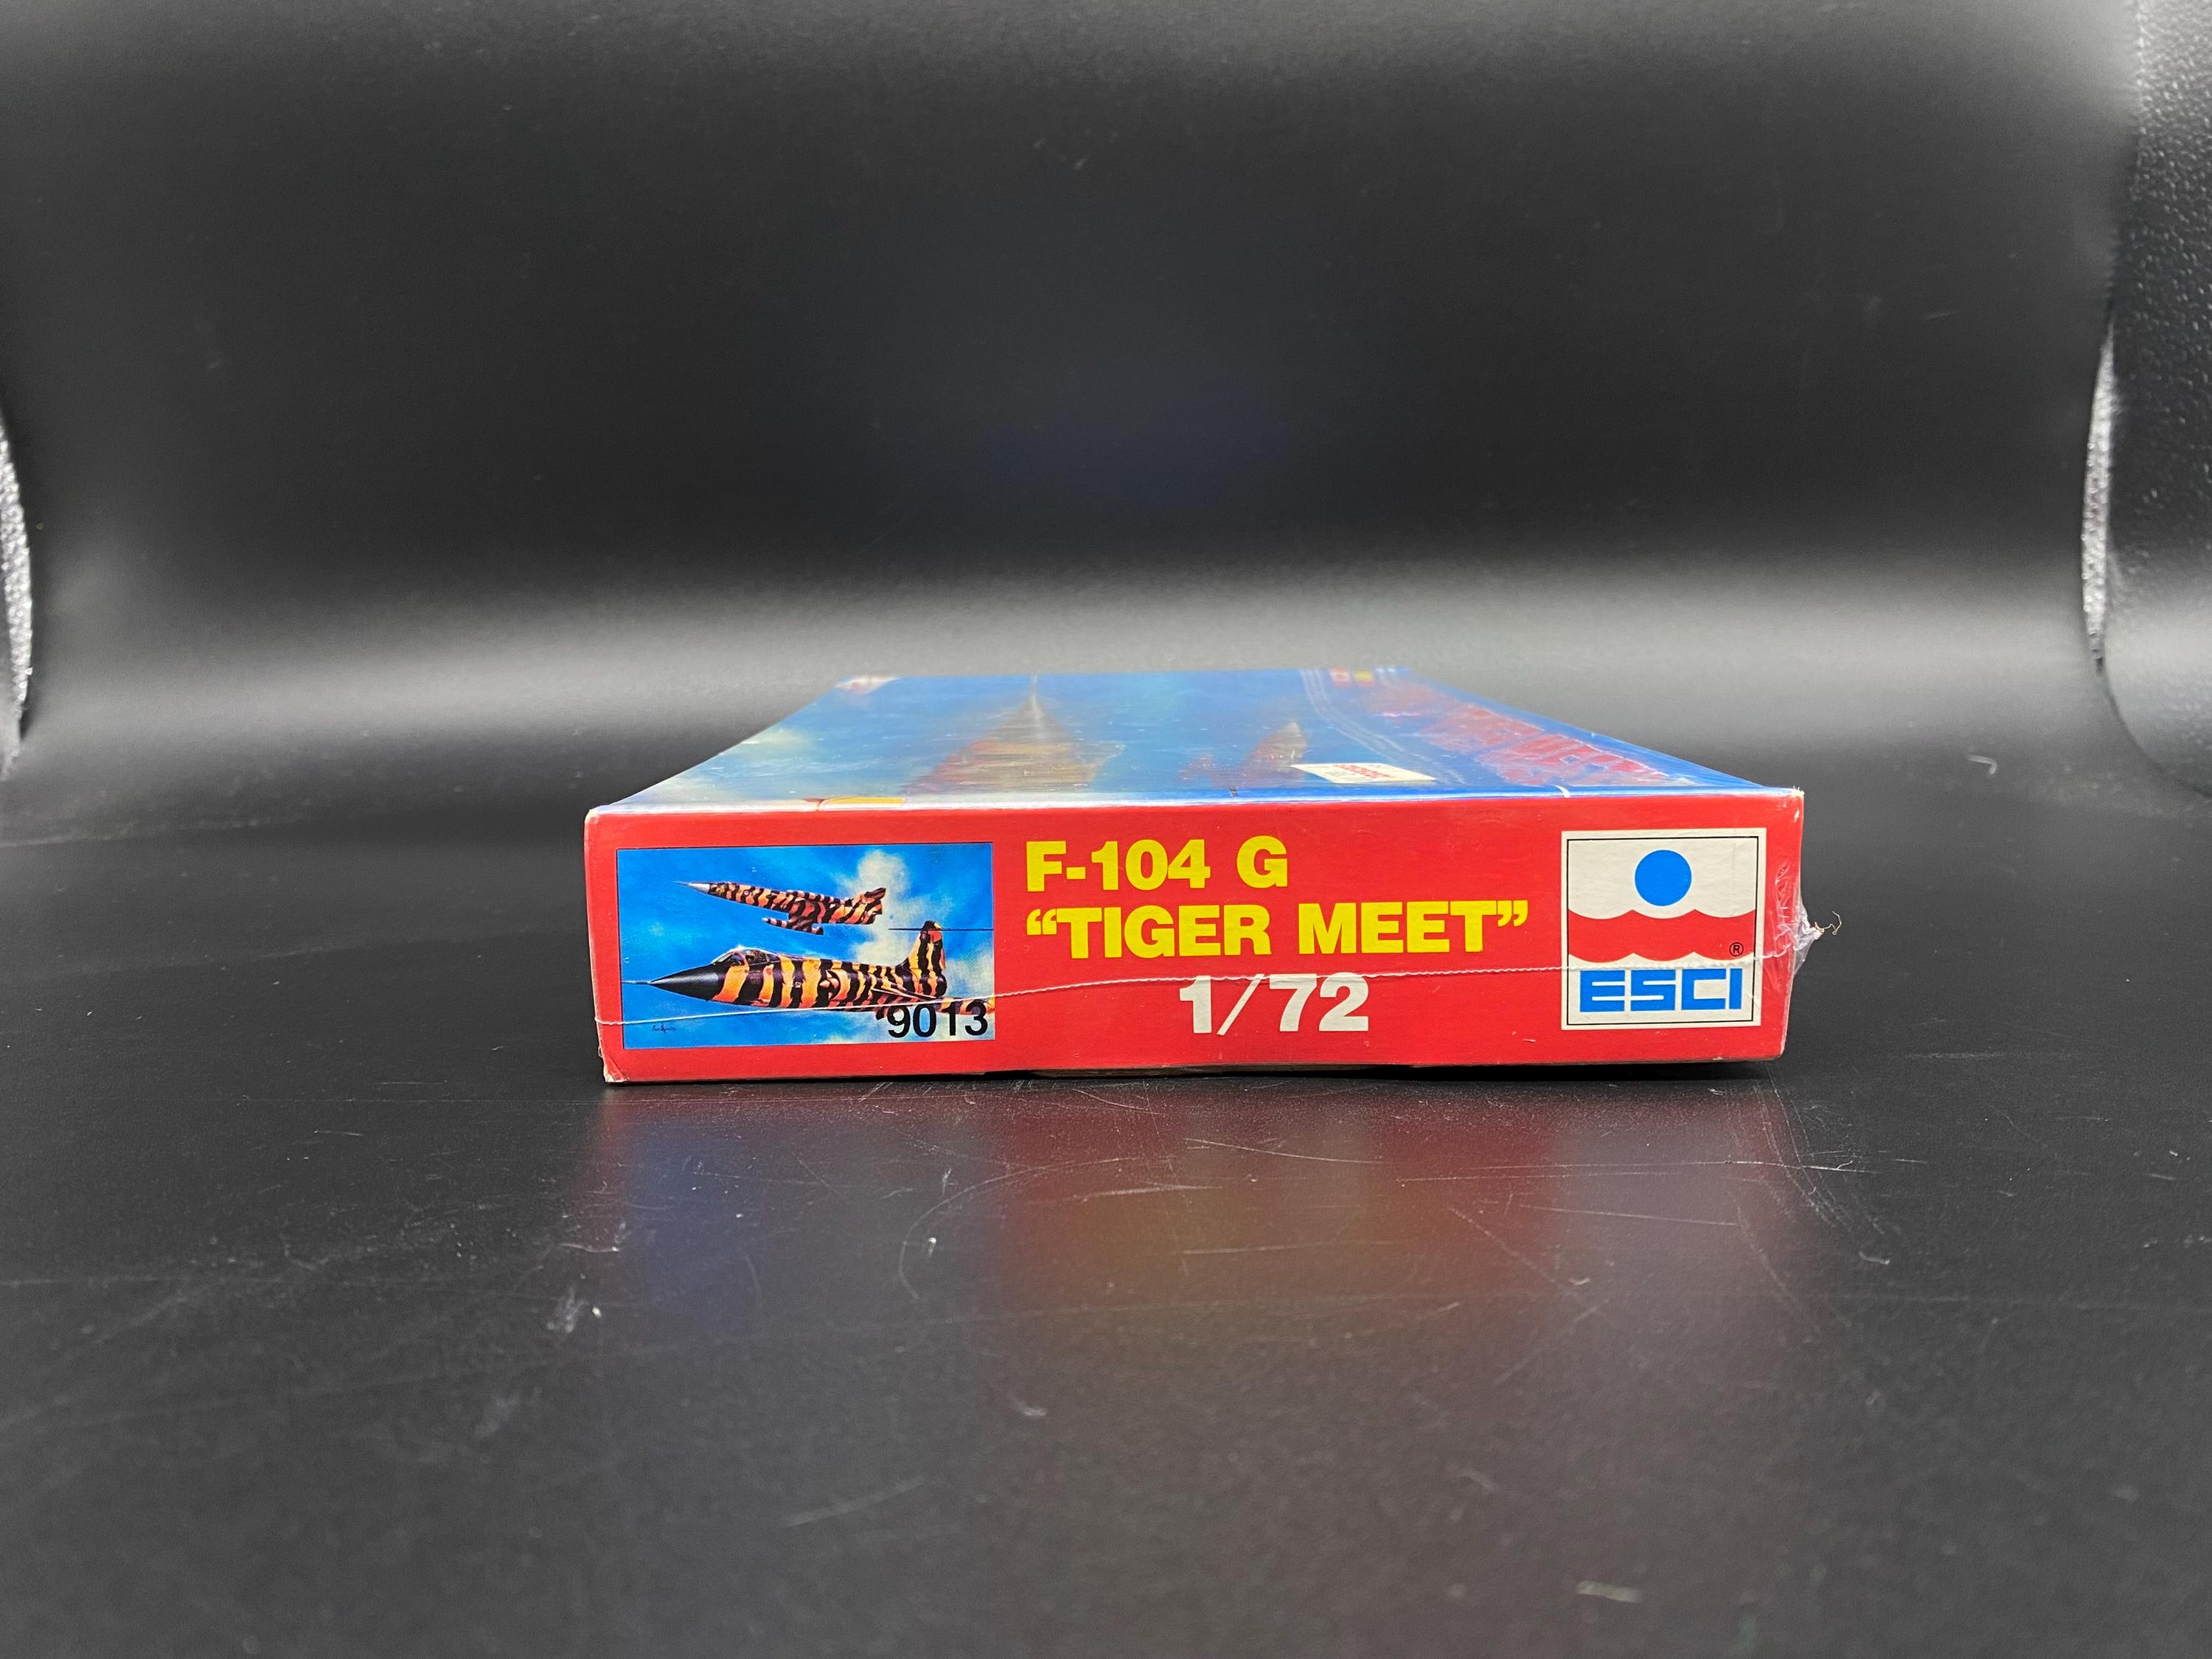 F-104 G
“TIGER MEET”
1/72
9013
®
ESCI